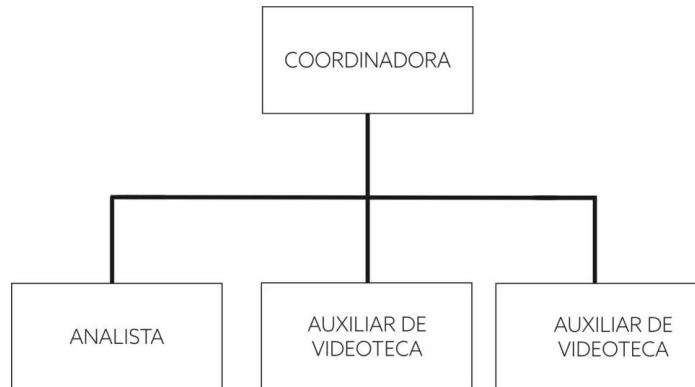 COORDINADORA
ANALISTA
AUXILIAR DE
VIDEOTECA
AUXILIAR DE
VIDEOTECA